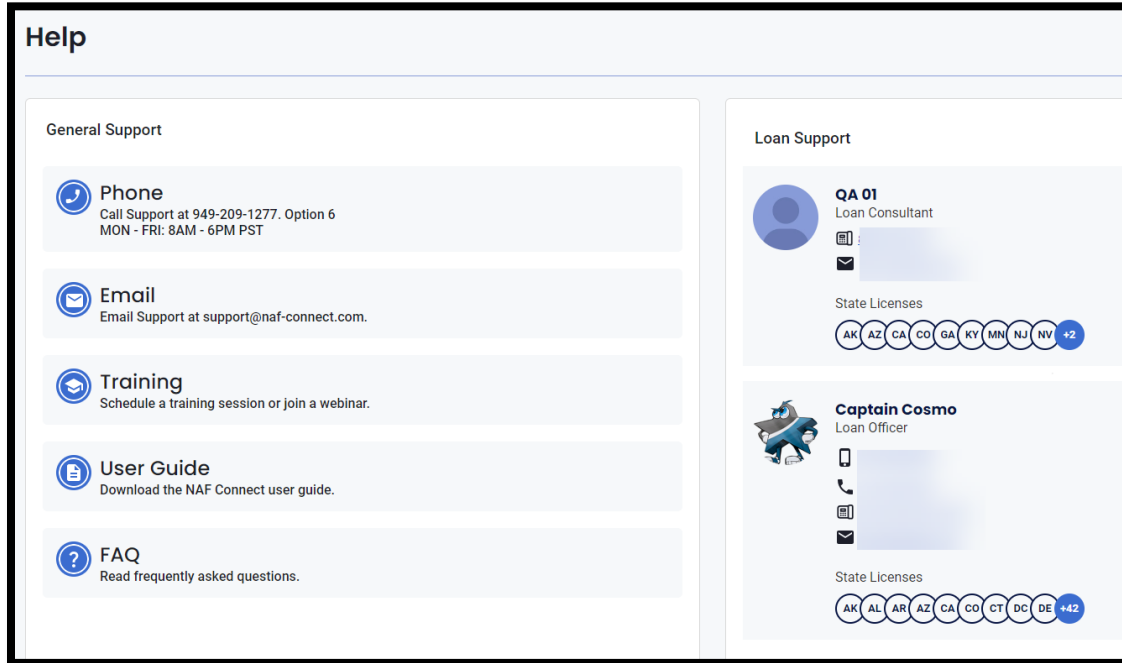 Help
General Support
Phone
Call Support at 949-209-1277. Option 6
MON - FRI: 8AM - 6PM PST
Email
Email Support at support@naf-connect.com.
Training
Schedule a training session or join a webinar.
User Guide
Download the NAF Connect user guide.
FAQ
Read frequently asked questions.
Loan Support
QA 01
Loan Consultant
State Licenses
AK AZ CA CO GA KY MN NJ NV +2
Captain Cosmo
Loan Officer
State Licenses
AK AL AR AZ CA CO CT DC DE +42